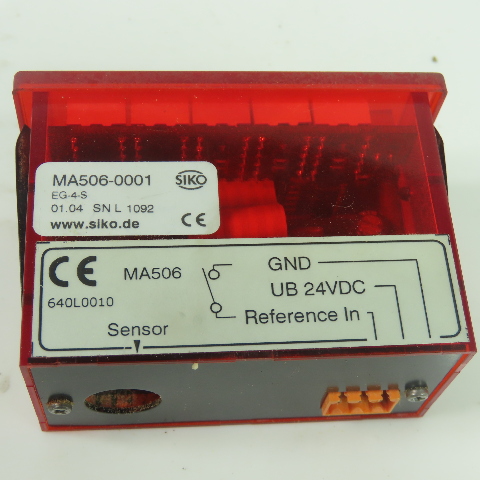 MA506-0001 SIKO
EG-4-S
01.04 SN L 1092
www.siko.de CE
CE MA506 GND
UB 24VDC
640L0010
Reference In
Sensor